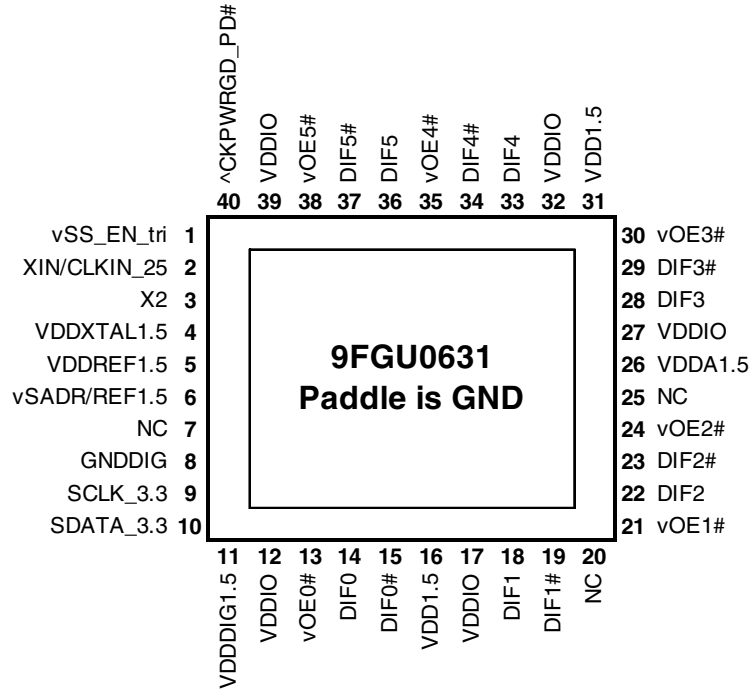 ^CKPWRGD_PD#
VDDIO
vOE5#
DIF5#
DIF5
vOE4#
DIF4#
DIF4
VDDIO
VDD1.5
40 39 38 37 36 35 34 33 32 31
vSS_EN_tri 1
XIN/CLKIN_25 2
X2 3
VDDXTAL1.5 4
VDDREF1.5 5
vSADR/REF1.5 6
NC 7
GNDDIG 8
SCLK_3.3 9
SDATA_3.3 10
9FGU0631
Paddle is GND
30 vOE3#
29 DIF3#
28 DIF3
27 VDDIO
26 VDDA1.5
25 NC
24 vOE2#
23 DIF2#
22 DIF2
21 vOE1#
11 12 13 14 15 16 17 18 19 20
VDDDIG1.5
VDDIO
vOE0#
DIF0
DIF0#
VDD1.5
VDDIO
DIF1
DIF1#
NC